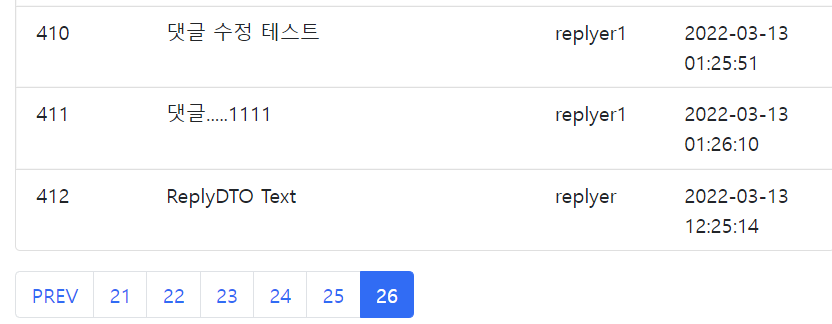 410 댓글 수정 테스트 replyer1 2022-03-13
01:25:51
411 댓글.....1111 replyer1 2022-03-13
01:26:10
412 ReplyDTO Text replyer 2022-03-13
12:25:14
PREV 21 22 23 24 25 26